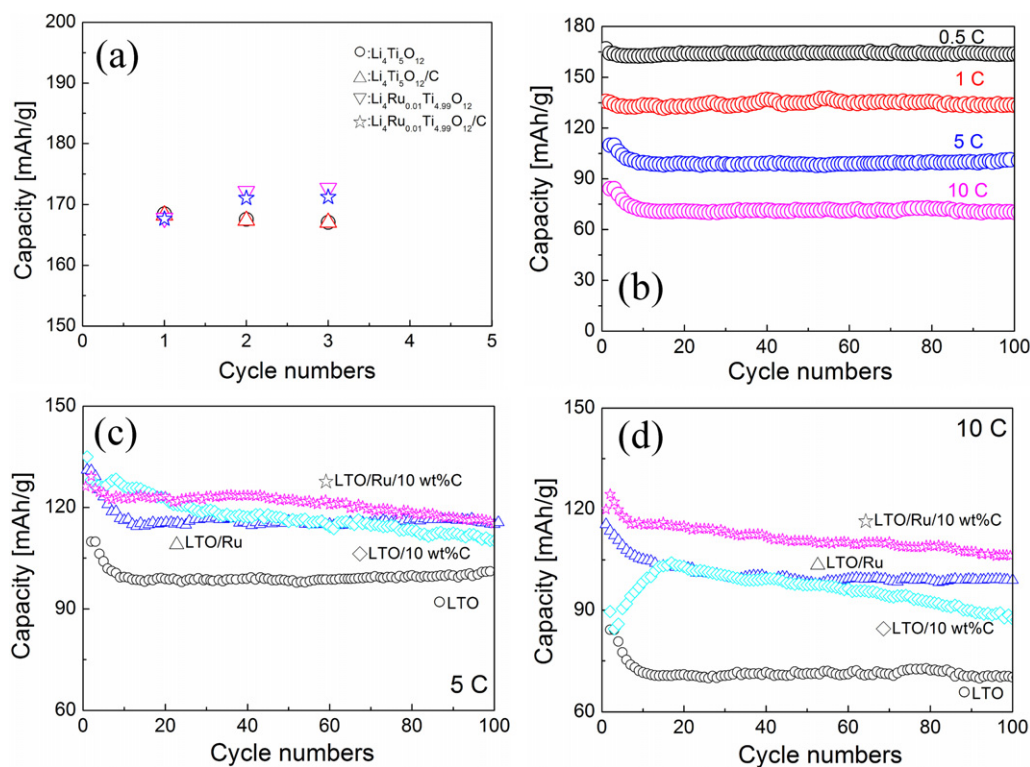 (a)
200
190
180
170
160
150
Capacity [mAh/g]
0 1 2 3 4 5
Cycle numbers
○:Li₄Ti₅O₁₂
△:Li₄Ti₅O₁₂/C
▽:Li₄Ru₀.₀₁Ti₄.₉₉O₁₂
☆:Li₄Ru₀.₀₁Ti₄.₉₉O₁₂/C
(b)
180
150
120
90
60
30
0
Capacity [mAh/g]
0 20 40 60 80 100
Cycle numbers
0.5 C
1 C
5 C
10 C
(c)
150
120
90
60
Capacity [mAh/g]
0 20 40 60 80 100
Cycle numbers
LTO/Ru/10 wt%C
LTO/Ru
LTO/10 wt%C
LTO
5 C
(d)
10 C
150
120
90
60
Capacity [mAh/g]
0 20 40 60 80 100
Cycle numbers
LTO/Ru/10 wt%C
LTO/Ru
LTO/10 wt%C
LTO